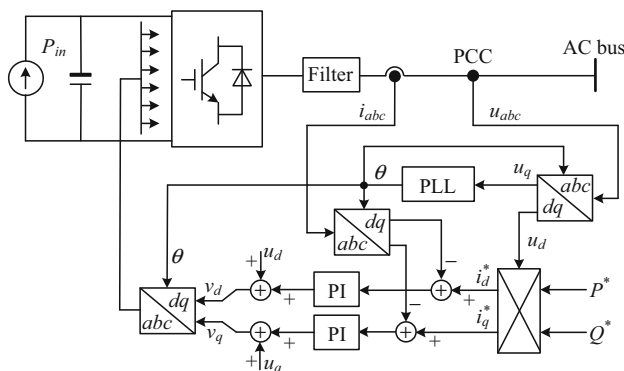 P_in
Filter
PCC
AC bus
i_abc
u_abc
θ
PLL
u_q
abc
dq
dq
abc
θ
u_d
u_d
+
−
i_d^*
P^*
v_d
+
PI
+
dq
abc
−
v_q
+
PI
+
i_q^*
Q^*
+
u_q